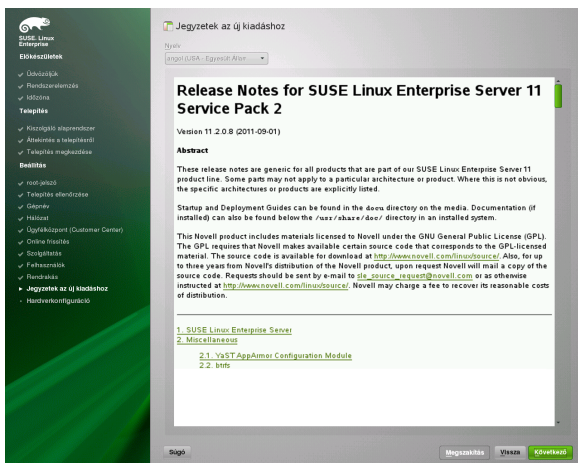 SUSE. Linux
Enterprise
Előkészületek
Üdvözöljük
Rendszerelemzés
Időzóna
Telepítés
Kiszolgáló alaprendszer
Áttekintés a telepítésről
Telepítés megkezdése
Beállítás
root-jelszó
Telepítés ellenőrzése
Gépnév
Hálózat
Ügyfélközpont (Customer Center)
Online frissítés
Szolgáltatás
Felhasználók
Rendrakás
Jegyzetek az új kiadáshoz
Hardverkonfiguráció
Jegyzetek az új kiadáshoz
Nyelv
angol (USA - Egyesült Állam
Release Notes for SUSE Linux Enterprise Server 11
Service Pack 2
Version 11.2.0.8 (2011-09-01)
Abstract
These release notes are generic for all products that are part of our SUSE Linux Enterprise Server 11
product line. Some parts may not apply to a particular architecture or product. Where this is not obvious,
the specific architectures or products are explicitly listed.
Startup and Deployment Guides can be found in the docu directory on the media. Documentation (if
installed) can also be found below the /usr/share/doc/ directory in an installed system.
This Novell product includes materials licensed to Novell under the GNU General Public License (GPL).
The GPL requires that Novell makes available certain source code that corresponds to the GPL-licensed
material. The source code is available for download at http://www.novell.com/linux/source/. Also, for up
to three years from Novell's distribution of the Novell product, upon request Novell will mail a copy of the
source code. Requests should be sent by e-mail to sle_source_request@novell.com or as otherwise
instructed at http://www.novell.com/linux/source/. Novell may charge a fee to recover its reasonable costs
of distribution.
1. SUSE Linux Enterprise Server
2. Miscellaneous
2.1. YaST AppArmor Configuration Module
2.2. btrfs
Súgó
Megszakítás
Vissza
Következő